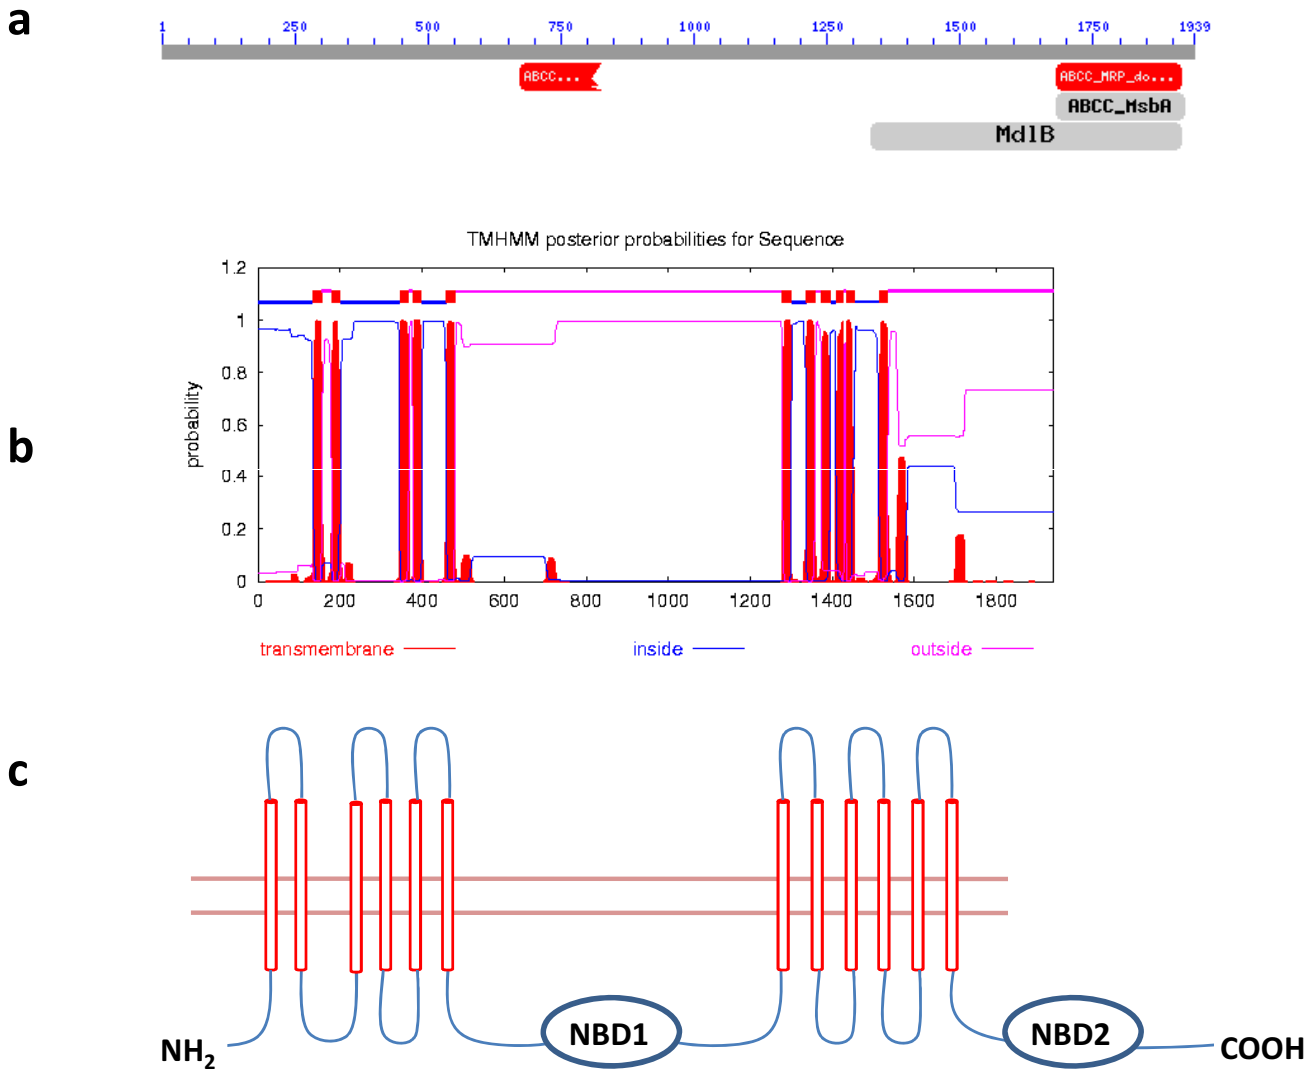 a
1 250 500 750 1000 1250 1500 1750 1939
ABCC... ABCC_MRP_do...
ABCC_MsbA
MdlB
TMHMM posterior probabilities for Sequence
1.2
1
0.8
0.6
0.4
0.2
0
probability
b
0 200 400 600 800 1000 1200 1400 1600 1800
transmembrane inside outside
c
NH2 NBD1 NBD2 COOH